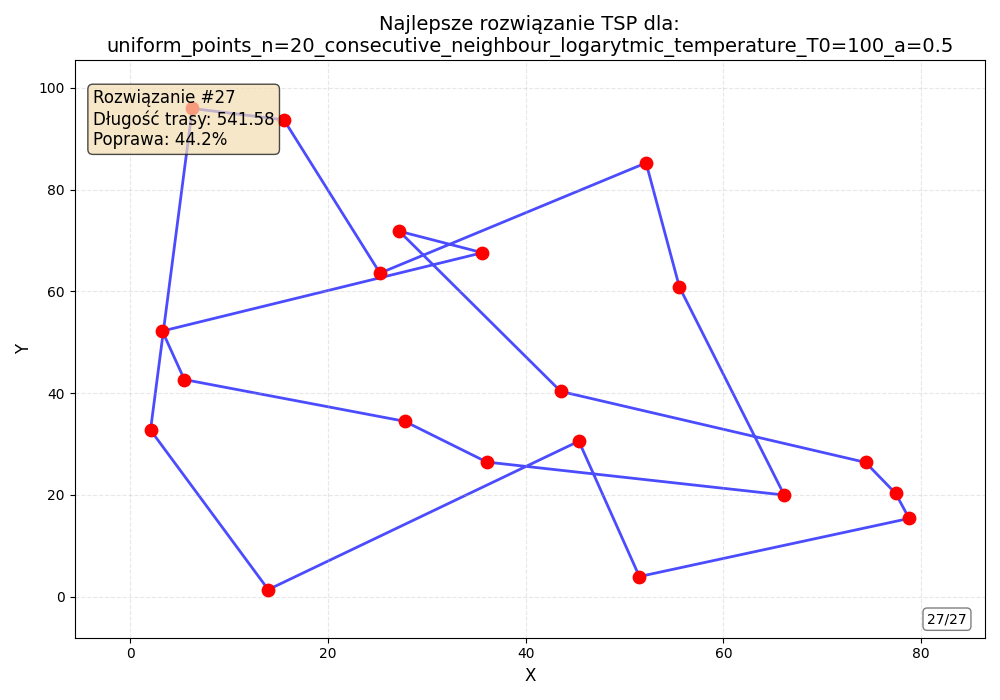 Najlepsze rozwiązanie TSP dla:
uniform_points_n=20_consecutive_neighbour_logarytmic_temperature_T0=100_a=0.5
Rozwiązanie #27
Długość trasy: 541.58
Poprawa: 44.2%
100
80
60
40
20
0
Y
27/27
0
20
40
60
80
X